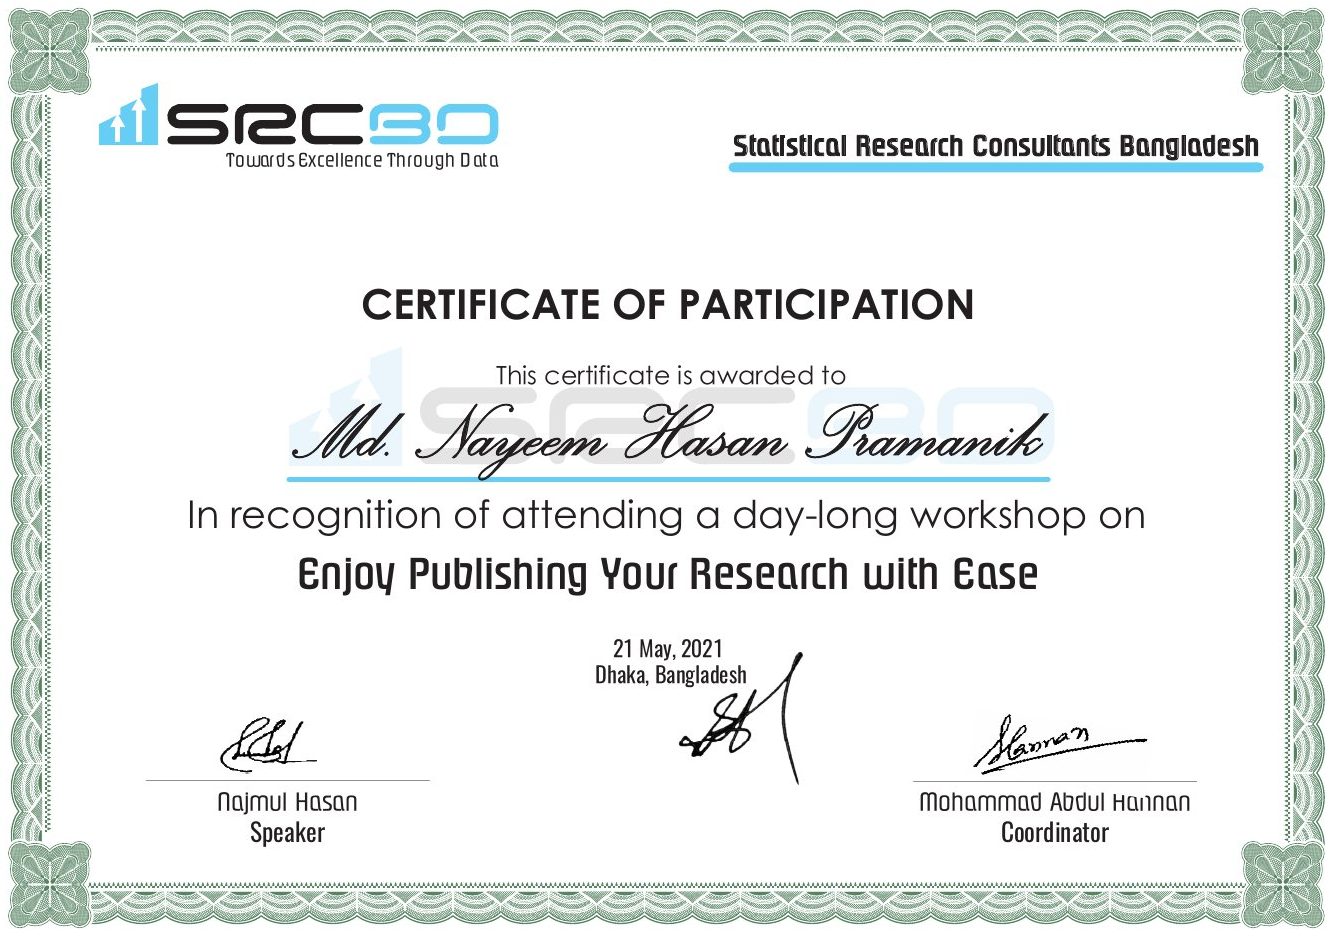 SRCBD
Towards Excellence Through Data
Statistical Research Consultants Bangladesh
CERTIFICATE OF PARTICIPATION
This certificate is awarded to
SRCBD
Md. Nayeem Hasan Pramanik
In recognition of attending a day-long workshop on
Enjoy Publishing Your Research with Ease
21 May, 2021
Dhaka, Bangladesh
Hannan
Najmul Hasan
Speaker
Mohammad Abdul Hannan
Coordinator